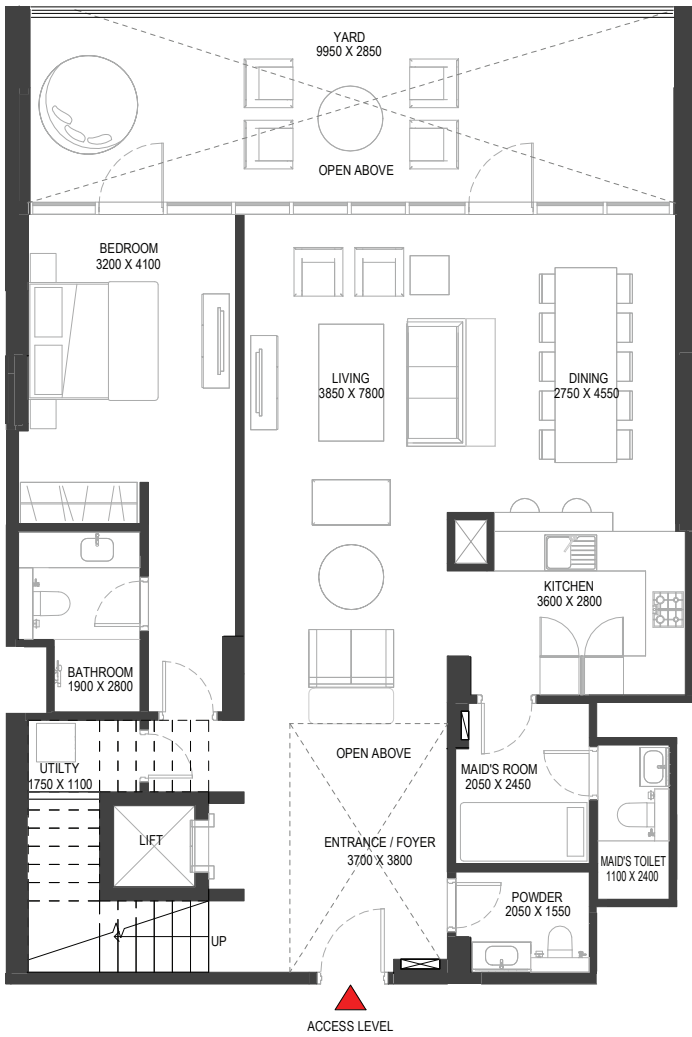 YARD
9950 X 2850
OPEN ABOVE
BEDROOM
3200 X 4100
LIVING
3850 X 7800
DINING
2750 X 4550
KITCHEN
3600 X 2800
BATHROOM
1900 X 2800
OPEN ABOVE
UTILTY
1750 X 1100
MAID'S ROOM
2050 X 2450
LIFT
ENTRANCE / FOYER
3700 X 3800
MAID'S TOILET
1100 X 2400
POWDER
2050 X 1550
UP
ACCESS LEVEL